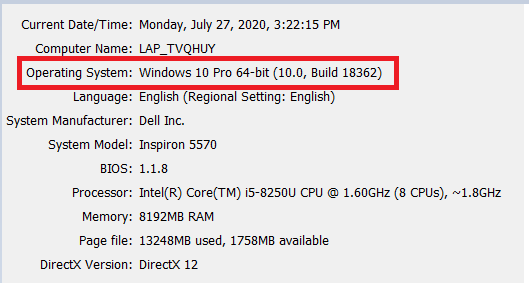 Current Date/Time: Monday, July 27, 2020, 3:22:15 PM
Computer Name: LAP_TVQHUY
Operating System: Windows 10 Pro 64-bit (10.0, Build 18362)
Language: English (Regional Setting: English)
System Manufacturer: Dell Inc.
System Model: Inspiron 5570
BIOS: 1.1.8
Processor: Intel(R) Core(TM) i5-8250U CPU @ 1.60GHz (8 CPUs), ~1.8GHz
Memory: 8192MB RAM
Page file: 13248MB used, 1758MB available
DirectX Version: DirectX 12